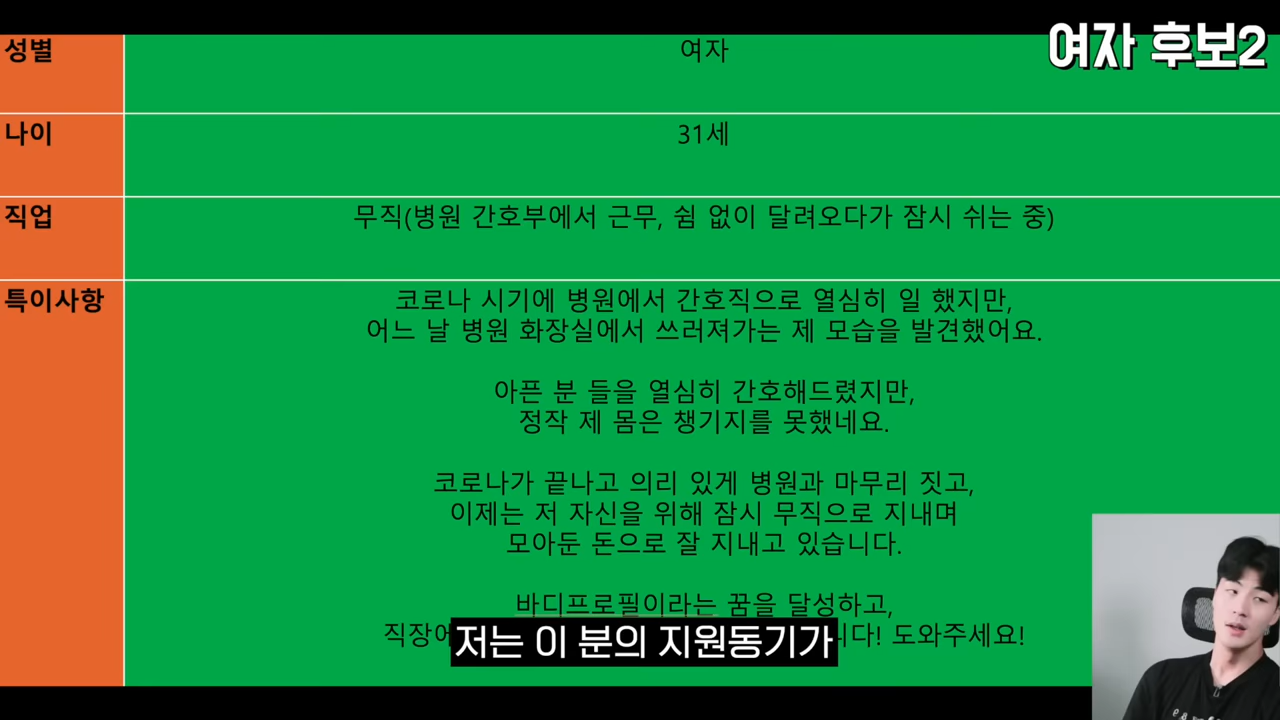 여자 후보2
성별
여자
나이
31세
직업
무직(병원 간호부에서 근무, 쉼 없이 달려오다가 잠시 쉬는 중)
특이사항
코로나 시기에 병원에서 간호직으로 열심히 일 했지만,
어느 날 병원 화장실에서 쓰러져가는 제 모습을 발견했어요.
아픈 분 들을 열심히 간호해드렸지만,
정작 제 몸은 챙기지를 못했네요.
코로나가 끝나고 의리 있게 병원과 마무리 짓고,
이제는 저 자신을 위해 잠시 무직으로 지내며
모아둔 돈으로 잘 지내고 있습니다.
바디프로필이라는 꿈을 달성하고,
직장에 니다! 도와주세요!
저는 이 분의 지원동기가